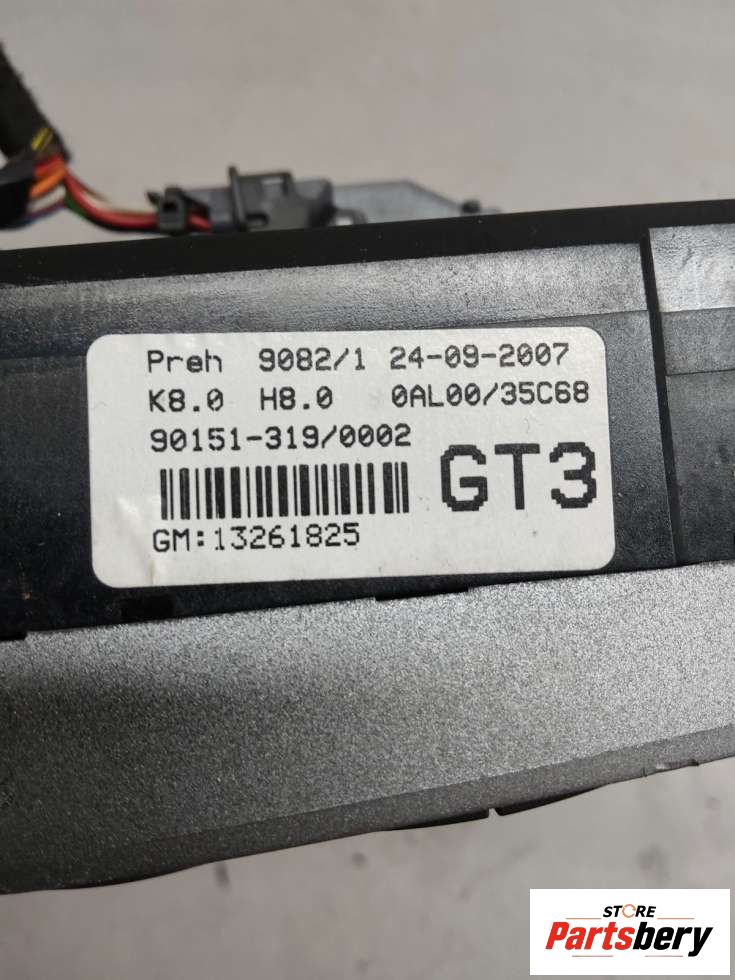 Preh 9082/1 24-09-2007
K8.0 H8.0 0AL00/35C68
90151-319/0002
GT3
GM:13261825
STORE
Partsbery